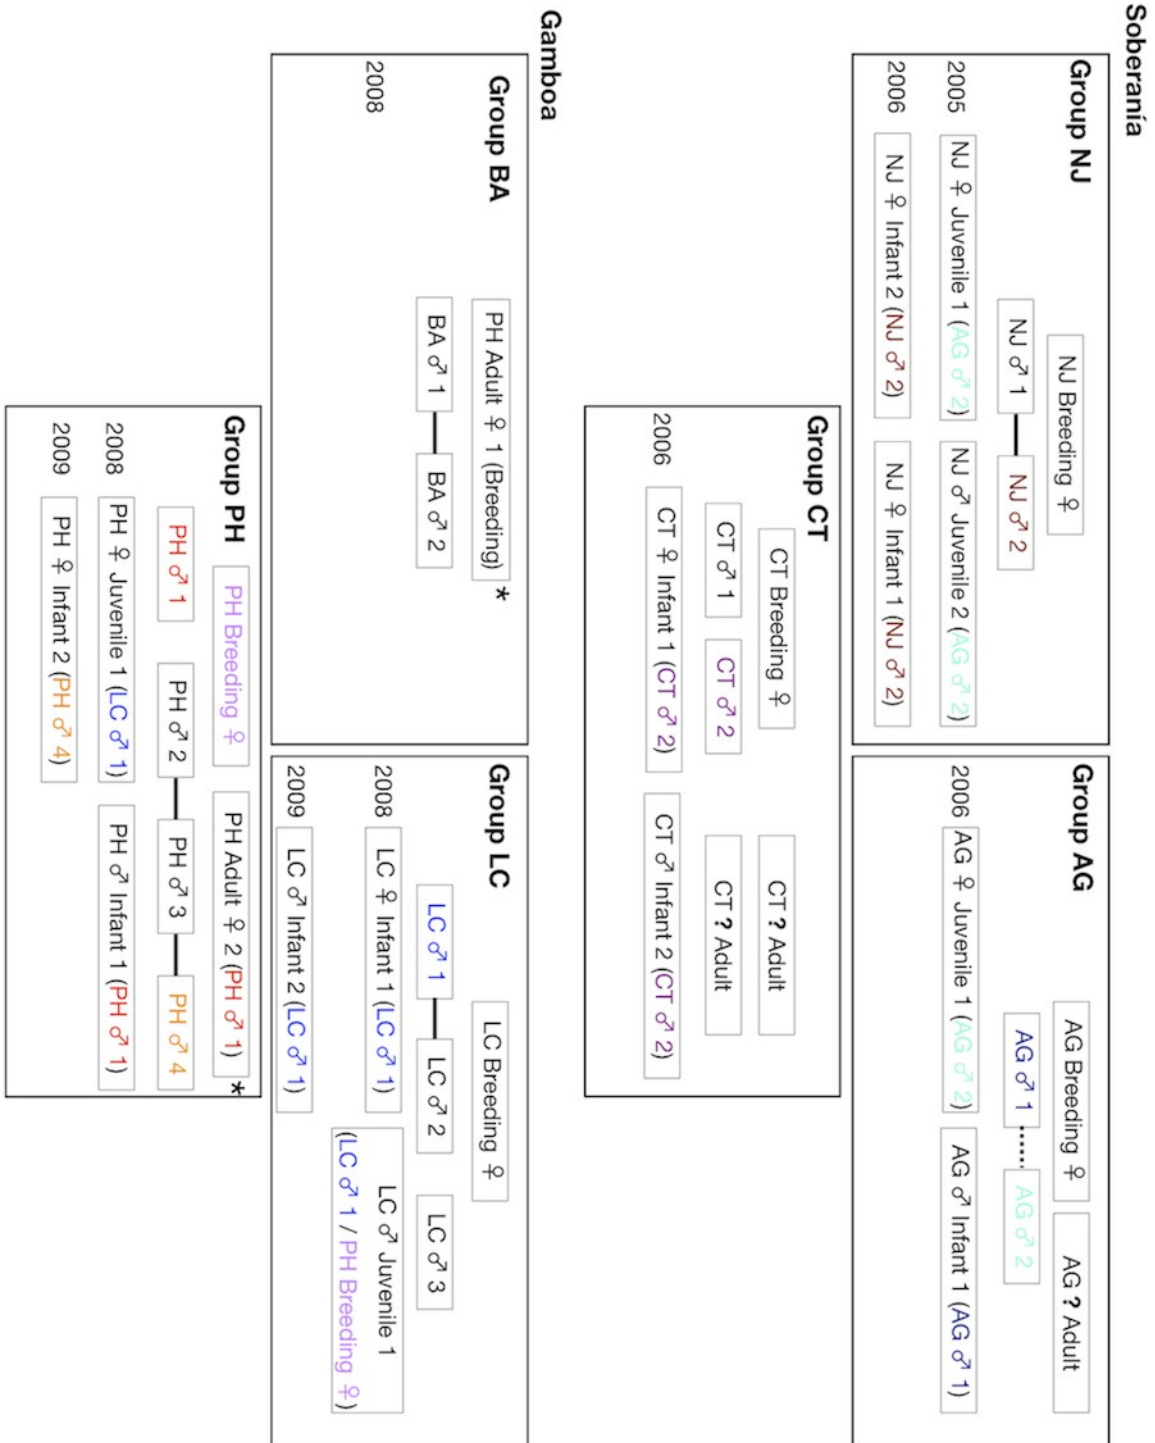 Soberanía
Group NJ
NJ Breeding ♀
NJ ♂ 1
NJ ♂ 2
2005
NJ ♀ Juvenile 1 (AG ♂ 2)
NJ ♂ Juvenile 2 (AG ♂ 2)
2006
NJ ♀ Infant 2 (NJ ♂ 2)
NJ ♀ Infant 1 (NJ ♂ 2)
Group AG
AG Breeding ♀
AG ? Adult
AG ♂ 1
AG ♂ 2
2006
AG ♀ Juvenile 1 (AG ♂ 2)
AG ♂ Infant 1 (AG ♂ 1)
Group CT
CT Breeding ♀
CT ? Adult
CT ♂ 1
CT ♂ 2
CT ? Adult
2006
CT ♀ Infant 1 (CT ♂ 2)
CT ♂ Infant 2 (CT ♂ 2)
Gamboa
Group BA
PH Adult ♀ 1 (Breeding) *
BA ♂ 1
BA ♂ 2
2008
Group LC
LC Breeding ♀
LC ♂ 1
LC ♂ 2
LC ♂ 3
2008
LC ♀ Infant 1 (LC ♂ 1)
LC ♂ Juvenile 1
(LC ♂ 1 / PH Breeding ♀)
2009
LC ♂ Infant 2 (LC ♂ 1)
Group PH
PH Breeding ♀
PH Adult ♀ 2 (PH ♂ 1) *
PH ♂ 1
PH ♂ 2
PH ♂ 3
PH ♂ 4
2008
PH ♀ Juvenile 1 (LC ♂ 1)
PH ♂ Infant 1 (PH ♂ 1)
2009
PH ♀ Infant 2 (PH ♂ 4)